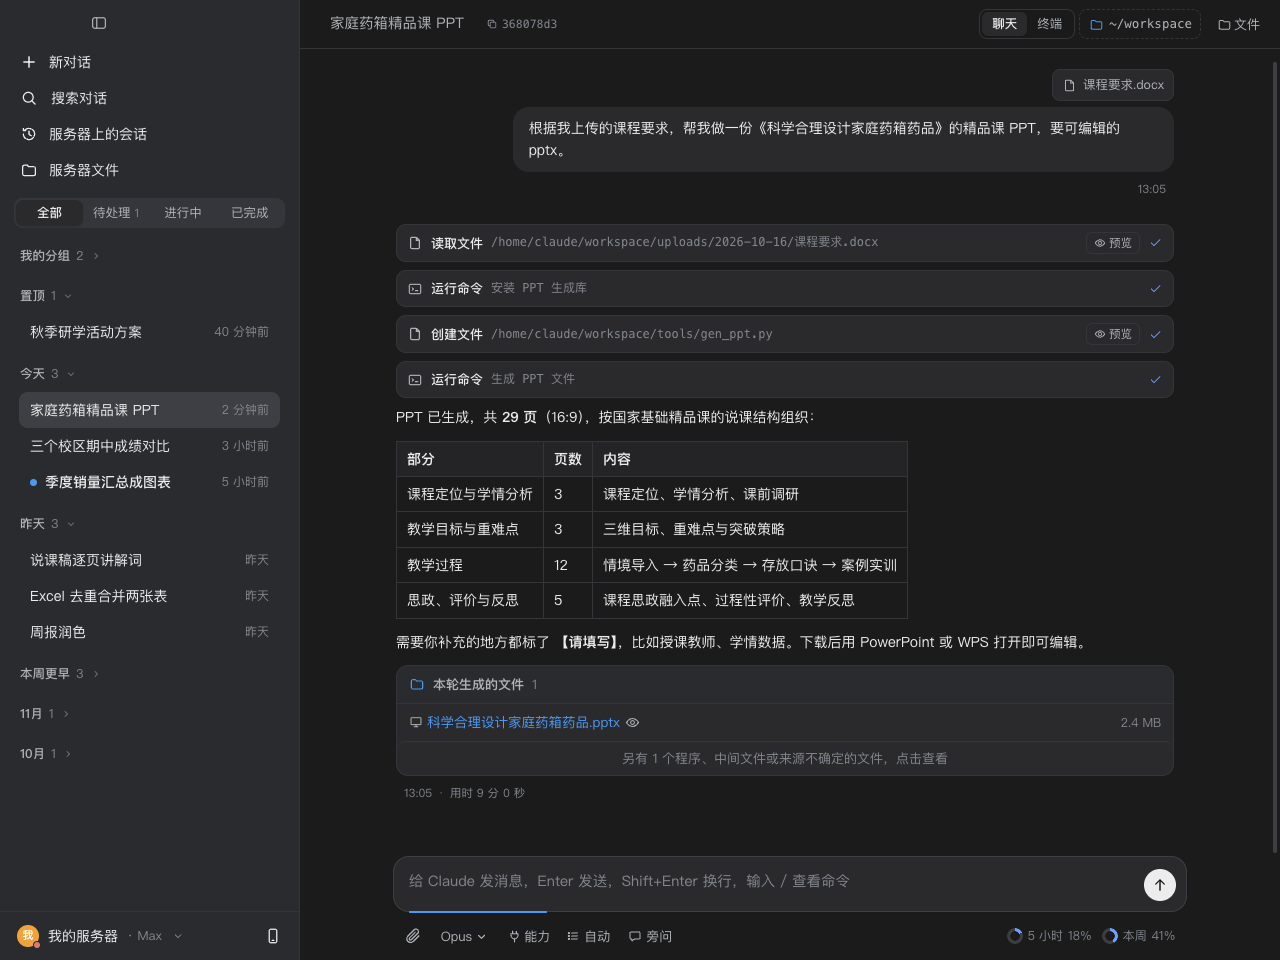 新对话
搜索对话
服务器上的会话
服务器文件
全部 待处理 1 进行中 已完成
我的分组 2
置顶 1
秋季研学活动方案 40 分钟前
今天 3
家庭药箱精品课 PPT 2 分钟前
三个校区期中成绩对比 3 小时前
季度销量汇总成图表 5 小时前
昨天 3
说课稿逐页讲解词 昨天
Excel 去重合并两张表 昨天
周报润色 昨天
本周更早 3
11月 1
10月 1
我 我的服务器 · Max
家庭药箱精品课 PPT 368078d3
聊天 终端 ~/workspace 文件
课程要求.docx
根据我上传的课程要求，帮我做一份《科学合理设计家庭药箱药品》的精品课 PPT，要可编辑的
pptx。
13:05
读取文件 /home/claude/workspace/uploads/2026-10-16/课程要求.docx 预览
运行命令 安装 PPT 生成库
创建文件 /home/claude/workspace/tools/gen_ppt.py 预览
运行命令 生成 PPT 文件
PPT 已生成，共 29 页（16:9），按国家基础精品课的说课结构组织：
部分 页数 内容
课程定位与学情分析 3 课程定位、学情分析、课前调研
教学目标与重难点 3 三维目标、重难点与突破策略
教学过程 12 情境导入 → 药品分类 → 存放口诀 → 案例实训
思政、评价与反思 5 课程思政融入点、过程性评价、教学反思
需要你补充的地方都标了 【请填写】，比如授课教师、学情数据。下载后用 PowerPoint 或 WPS 打开即可编辑。
本轮生成的文件 1
科学合理设计家庭药箱药品.pptx 2.4 MB
另有 1 个程序、中间文件或来源不确定的文件，点击查看
13:05 · 用时 9 分 0 秒
给 Claude 发消息，Enter 发送，Shift+Enter 换行，输入 / 查看命令
Opus 能力 自动 旁问 5 小时 18% 本周 41%